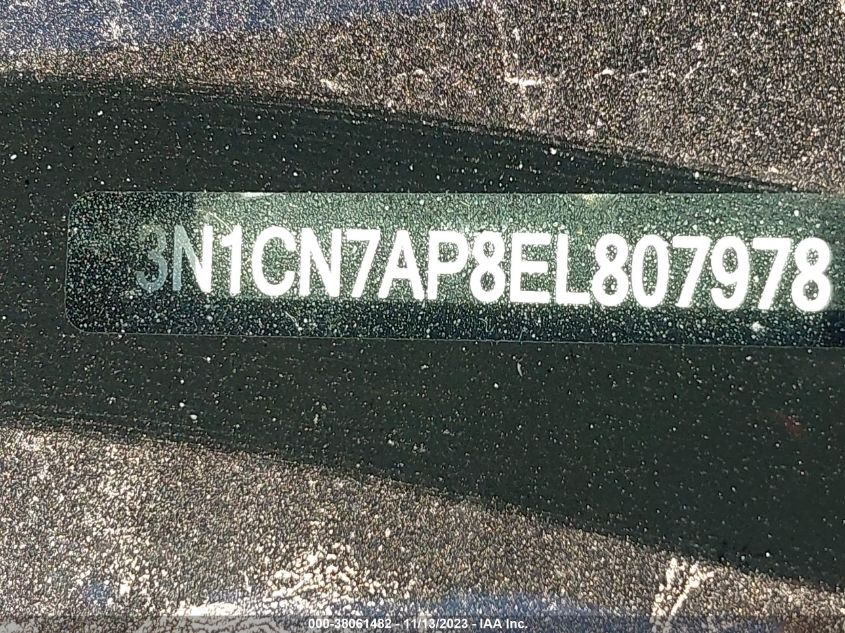 3N1CN7AP8EL807978
000-38061482 - 11/13/2023 - IAA Inc.